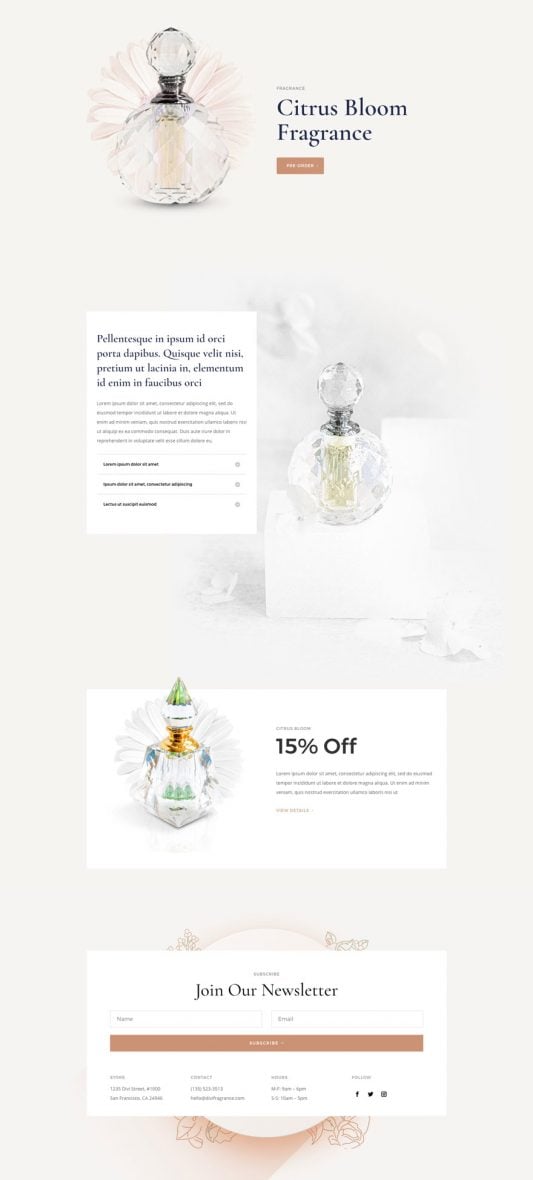 FRAGRANCE
Citrus Bloom
Fragrance
PRE ORDER
Pellentesque in ipsum id orci
porta dapibus. Quisque velit nisi,
pretium ut lacinia in, elementum
id enim in faucibus orci
Lorem ipsum dolor sit amet, consectetur adipiscing elit, sed do
eiusmod tempor incididunt ut labore et dolore magna aliqua. Ut
enim ad minim veniam, quis nostrud exercitation ullamco laboris nisi
ut aliquip ex ea commodo consequat. Duis aute irure dolor in
reprehenderit in voluptate velit esse cillum dolore eu.
Lorem ipsum dolor sit amet
Ipsum dolor sit amet, consectetur adipiscing
Lectus ut suscipit euismod
CITRUS BLOOM
15% Off
Lorem ipsum dolor sit amet, consectetur adipiscing elit, sed do eiusmod
tempor incididunt ut labore et dolore magna aliqua. Ut enim ad minim
veniam, quis nostrud exercitation ullamco laboris nisi ut
VIEW DETAILS
SUBSCRIBE
Join Our Newsletter
Name Email
SUBSCRIBE
STORE CONTACT HOURS FOLLOW
1235 Divi Street, #1000 (135) 523-3513 M-F: 9am – 6pm
San Francisco, CA 24946 hello@divifragrance.com S-S: 10am – 5pm